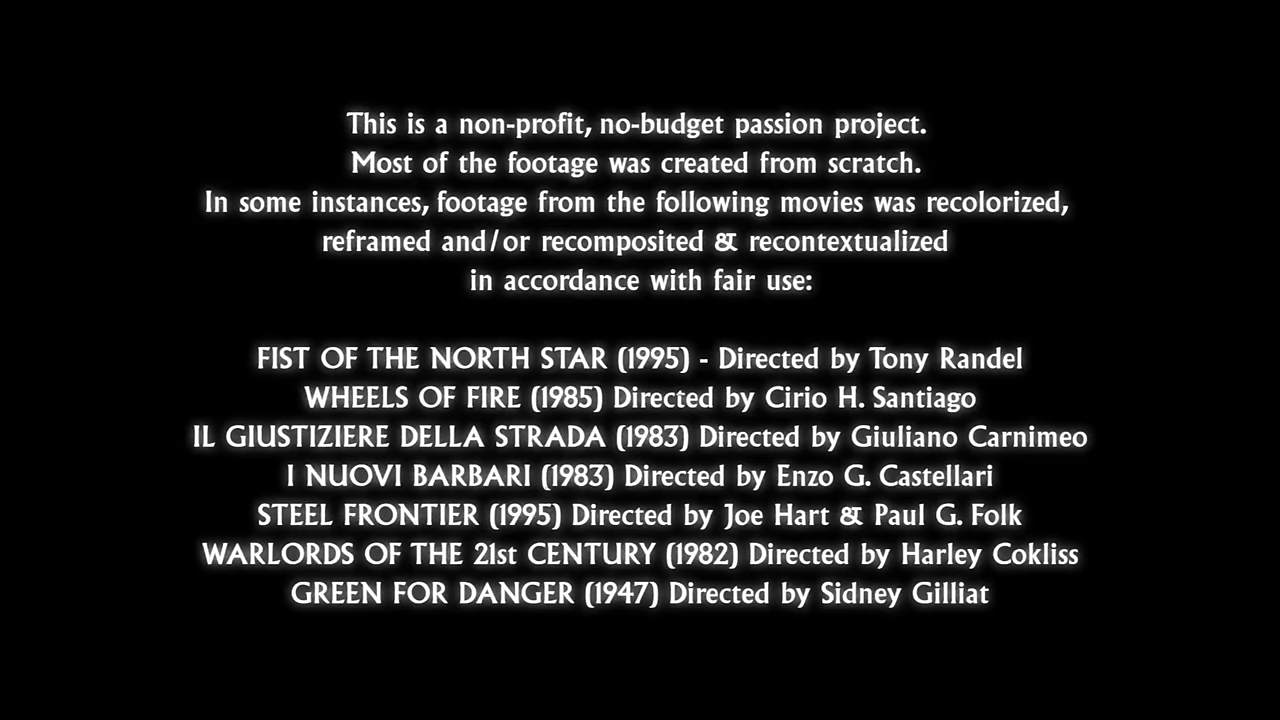 This is a non-profit, no-budget passion project.
Most of the footage was created from scratch.
In some instances, footage from the following movies was recolorized,
reframed and/or recomposited & recontextualized
in accordance with fair use:
FIST OF THE NORTH STAR (1995) - Directed by Tony Randel
WHEELS OF FIRE (1985) Directed by Cirio H. Santiago
IL GIUSTIZIERE DELLA STRADA (1983) Directed by Giuliano Carnimeo
I NUOVI BARBARI (1983) Directed by Enzo G. Castellari
STEEL FRONTIER (1995) Directed by Joe Hart & Paul G. Folk
WARLORDS OF THE 21st CENTURY (1982) Directed by Harley Cokliss
GREEN FOR DANGER (1947) Directed by Sidney Gilliat